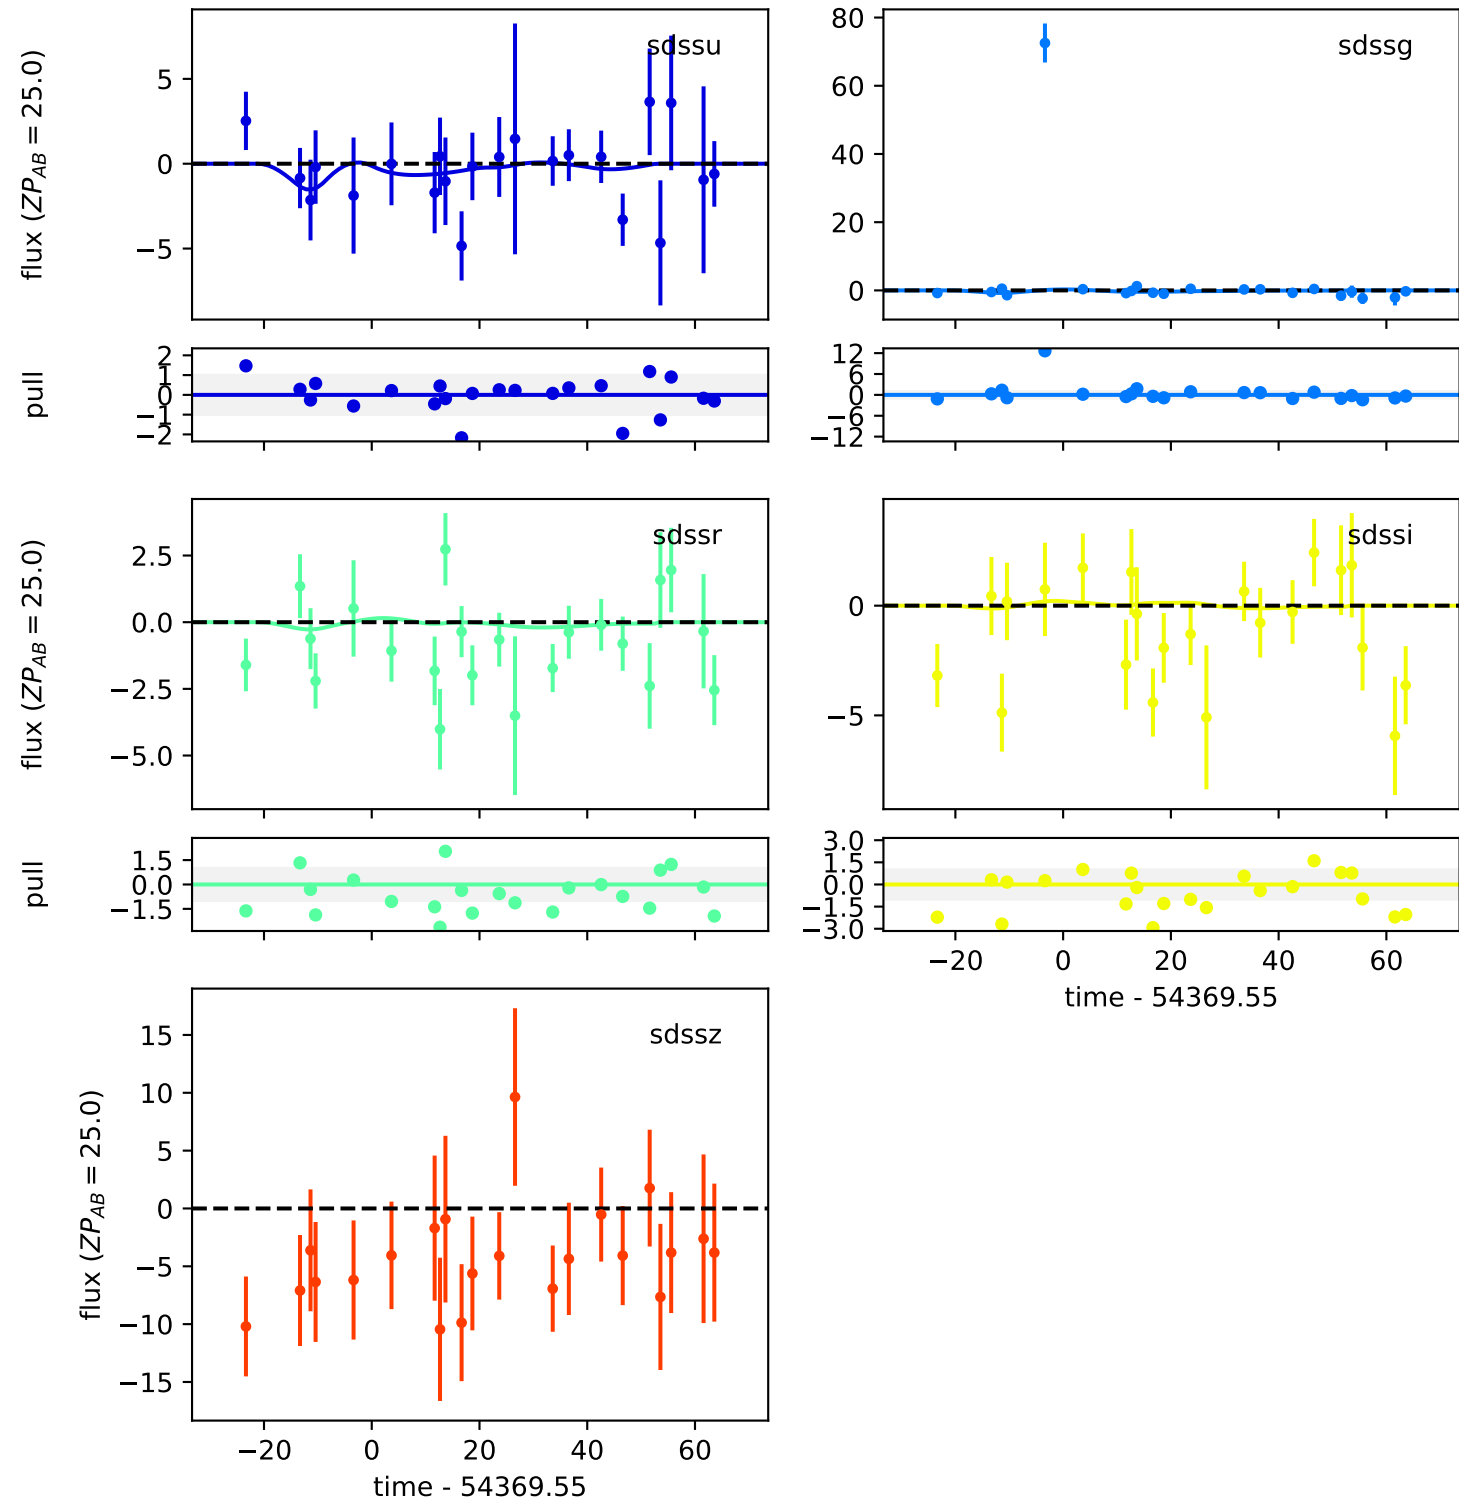 flux (ZP_AB = 25.0)
5
0
−5
sdssu
80
60
40
20
0
sdssg
pull
2
1
0
−1
−2
12
6
0
−6
−12
flux (ZP_AB = 25.0)
2.5
0.0
−2.5
−5.0
sdssr
0
−5
sdssi
pull
1.5
0.0
−1.5
3.0
1.5
0.0
−1.5
−3.0
−20 0 20 40 60
time - 54369.55
flux (ZP_AB = 25.0)
15
10
5
0
−5
−10
−15
sdssz
−20 0 20 40 60
time - 54369.55